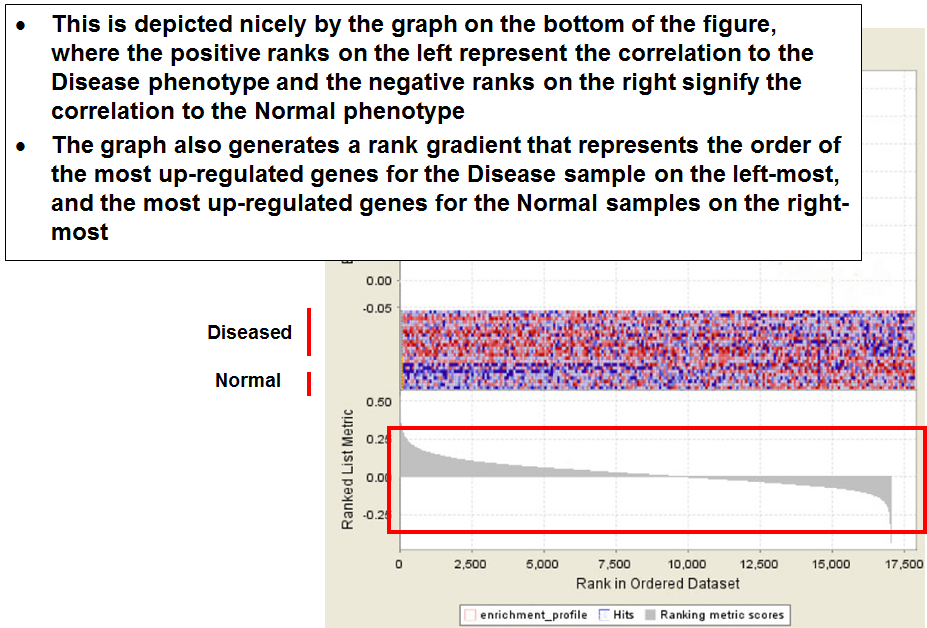 • This is depicted nicely by the graph on the bottom of the figure,
where the positive ranks on the left represent the correlation to the
Disease phenotype and the negative ranks on the right signify the
correlation to the Normal phenotype
• The graph also generates a rank gradient that represents the order of
the most up-regulated genes for the Disease sample on the left-most,
and the most up-regulated genes for the Normal samples on the right-
most
0.00
-0.05
Diseased
Normal
0.50
0.25
0.00
-0.25
Ranked List Metric
0 2,500 5,000 7,500 10,000 12,500 15,000 17,500
Rank in Ordered Dataset
enrichment_profile Hits Ranking metric scores